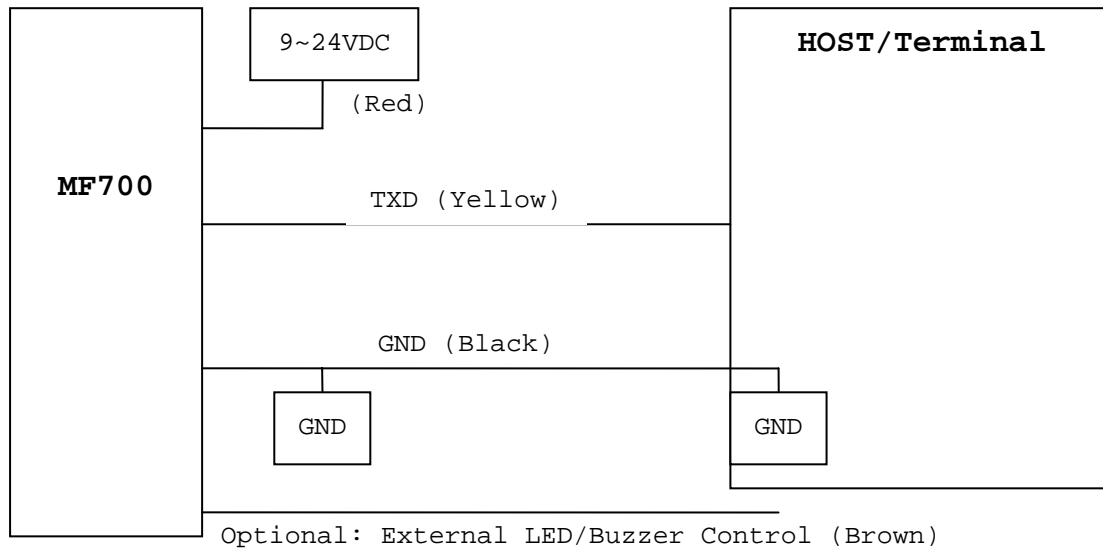 9~24VDC
HOST/Terminal
(Red)
MF700
TXD (Yellow)
GND (Black)
GND
GND
Optional: External LED/Buzzer Control (Brown)